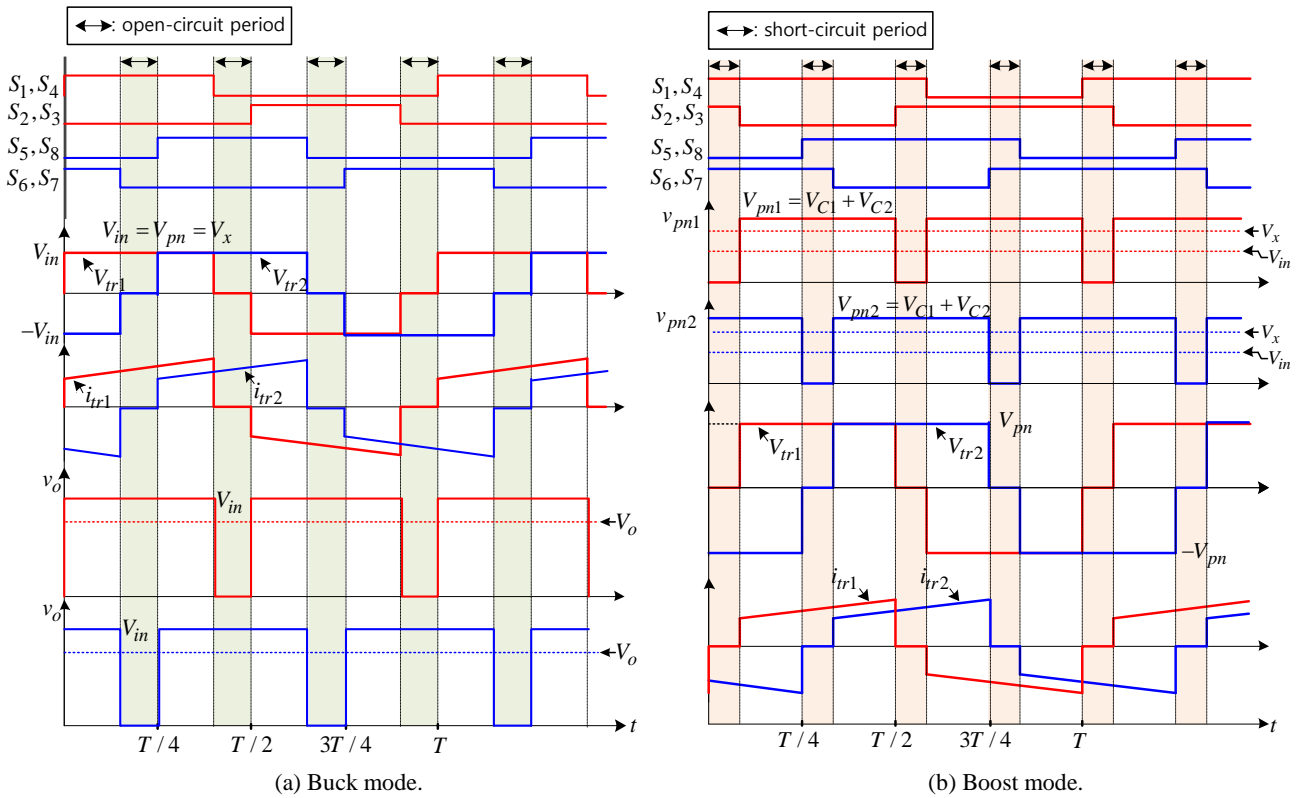 : open-circuit period
S1, S4
S2, S3
S5, S8
S6, S7
Vin = Vpn = Vx
Vin
Vtr1
Vtr2
−Vin
itr1
itr2
vo
Vin
Vo
vo
Vin
Vo
t
T / 4
T / 2
3T / 4
T
(a) Buck mode.
: short-circuit period
S1, S4
S2, S3
S5, S8
S6, S7
Vpn1 = VC1 + VC2
vpn1
Vx
Vin
Vpn2 = VC1 + VC2
vpn2
Vx
Vin
Vpn
Vtr1
Vtr2
−Vpn
itr1
itr2
t
T / 4
T / 2
3T / 4
T
(b) Boost mode.